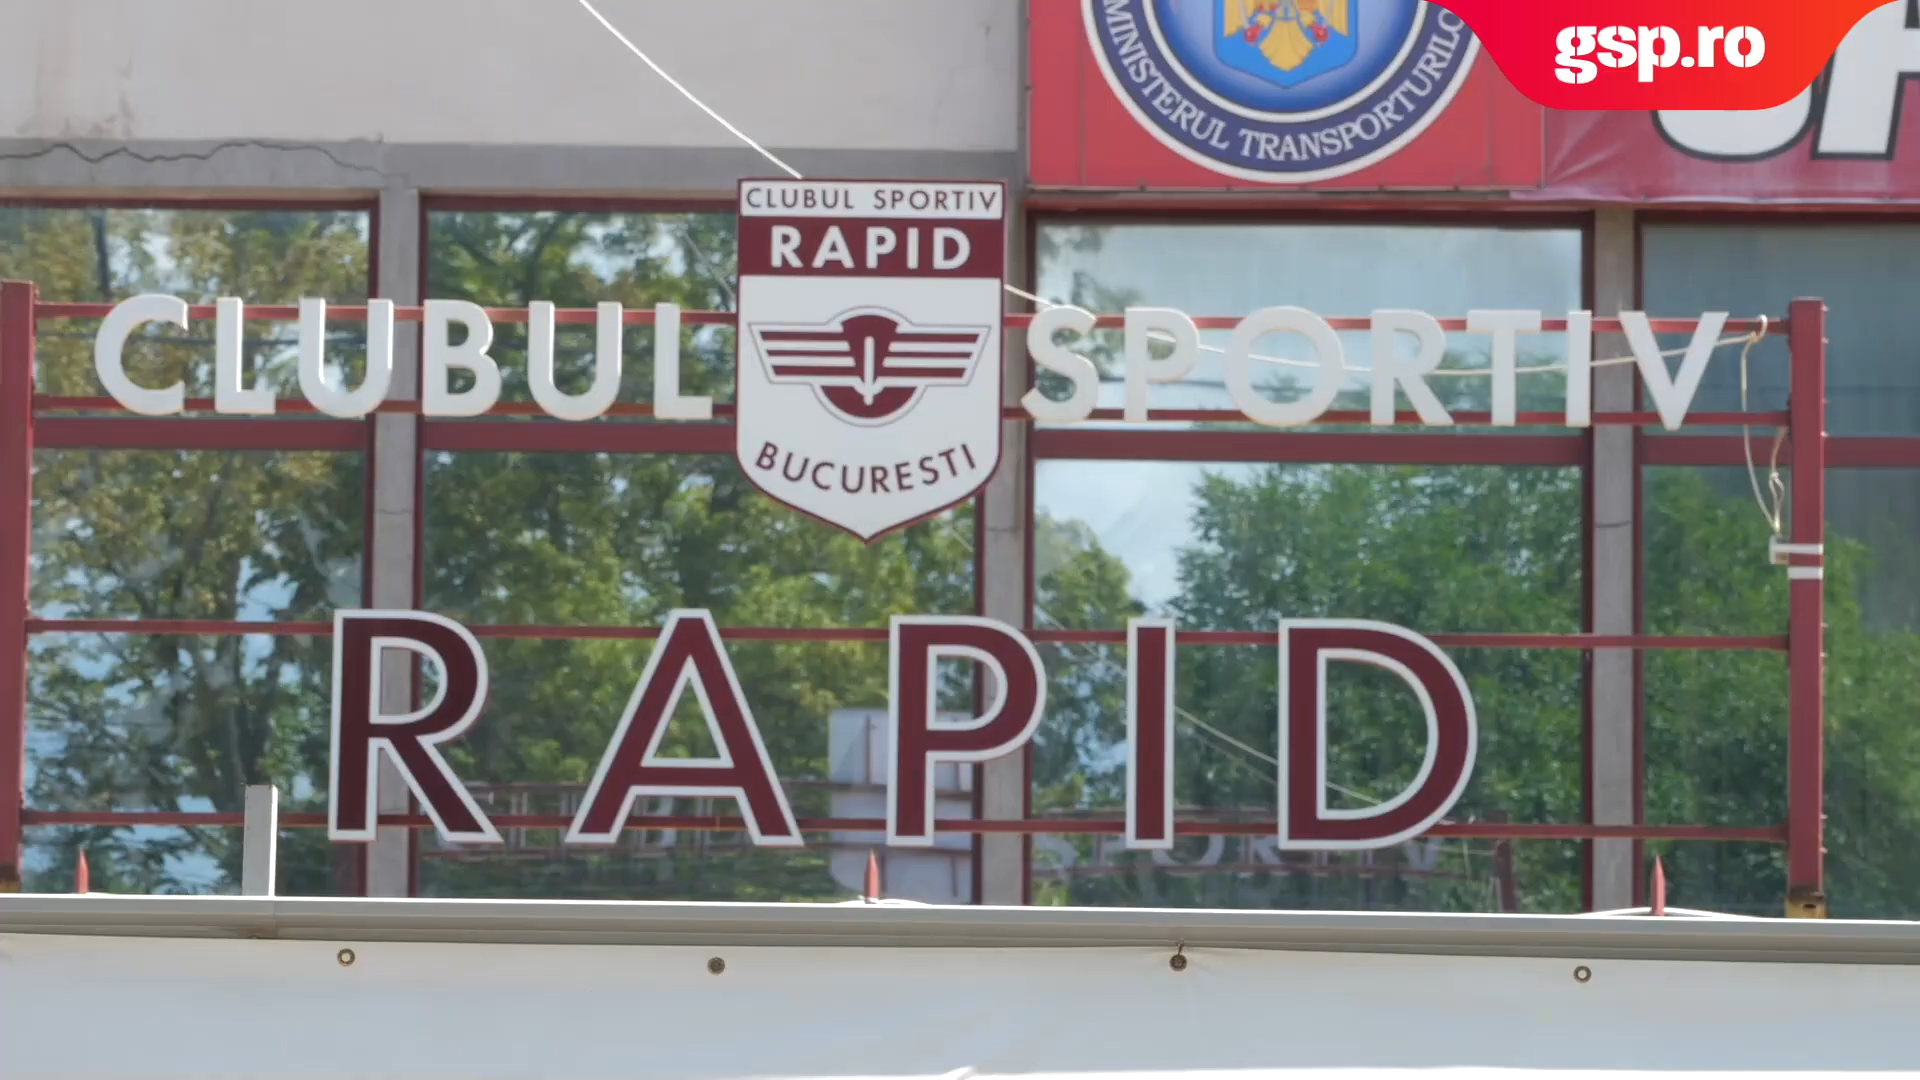 gsp.ro
MINISTERUL TRANSPORTURILO
CLUBUL SPORTIV
RAPID
BUCURESTI
CLUBUL SPORTIV
RAPID